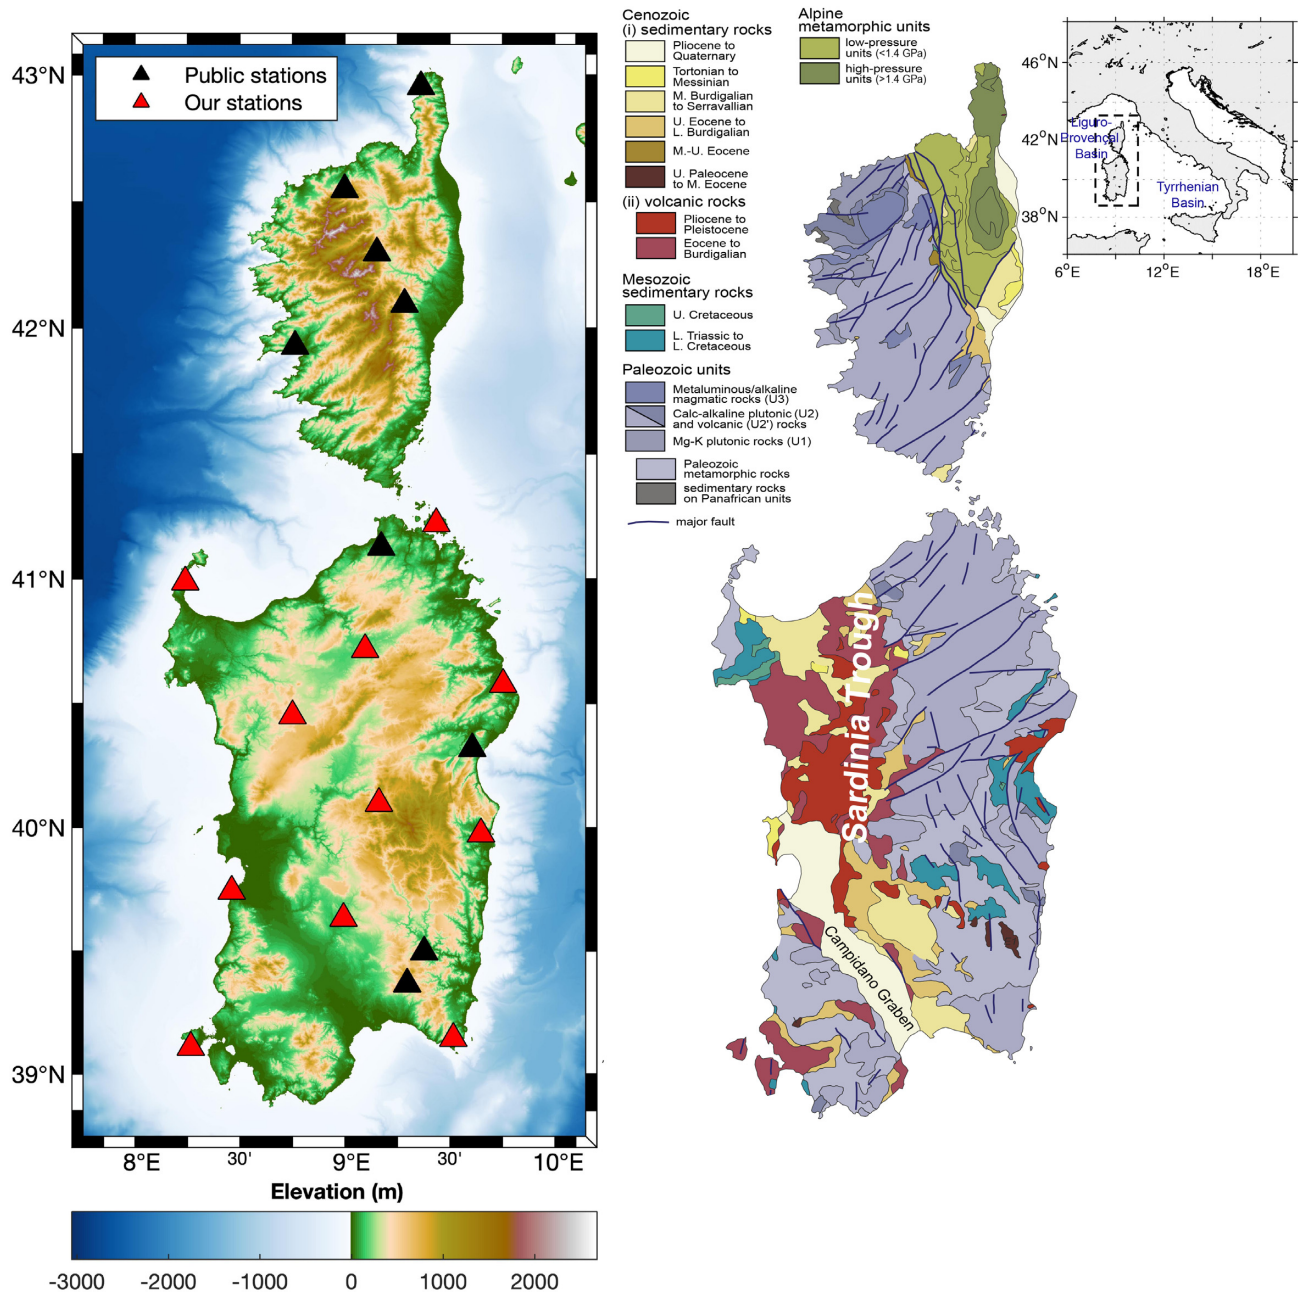 Public stations
Our stations
43°N
42°N
41°N
40°N
39°N
8°E
30'
9°E
30'
10°E
Elevation (m)
-3000
-2000
-1000
0
1000
2000
Cenozoic
(i) sedimentary rocks
Pliocene to
Quaternary
Tortonian to
Messinian
M. Burdigalian
to Serravallian
U. Eocene to
L. Burdigalian
M.-U. Eocene
U. Paleocene
to M. Eocene
(ii) volcanic rocks
Pliocene to
Pleistocene
Eocene to
Burdigalian
Mesozoic
sedimentary rocks
U. Cretaceous
L. Triassic to
L. Cretaceous
Paleozoic units
Metaluminous/alkaline
magmatic rocks (U3)
Calc-alkaline plutonic (U2)
and volcanic (U2') rocks
Mg-K plutonic rocks (U1)
Paleozoic
metamorphic rocks
sedimentary rocks
on Panafrican units
major fault
Alpine
metamorphic units
low-pressure
units (<1.4 GPa)
high-pressure
units (>1.4 GPa)
Sardinia Trough
Campidano Graben
46°N
42°N
38°N
6°E
12°E
18°E
Liguro-
Provençal
Basin
Tyrrhenian
Basin